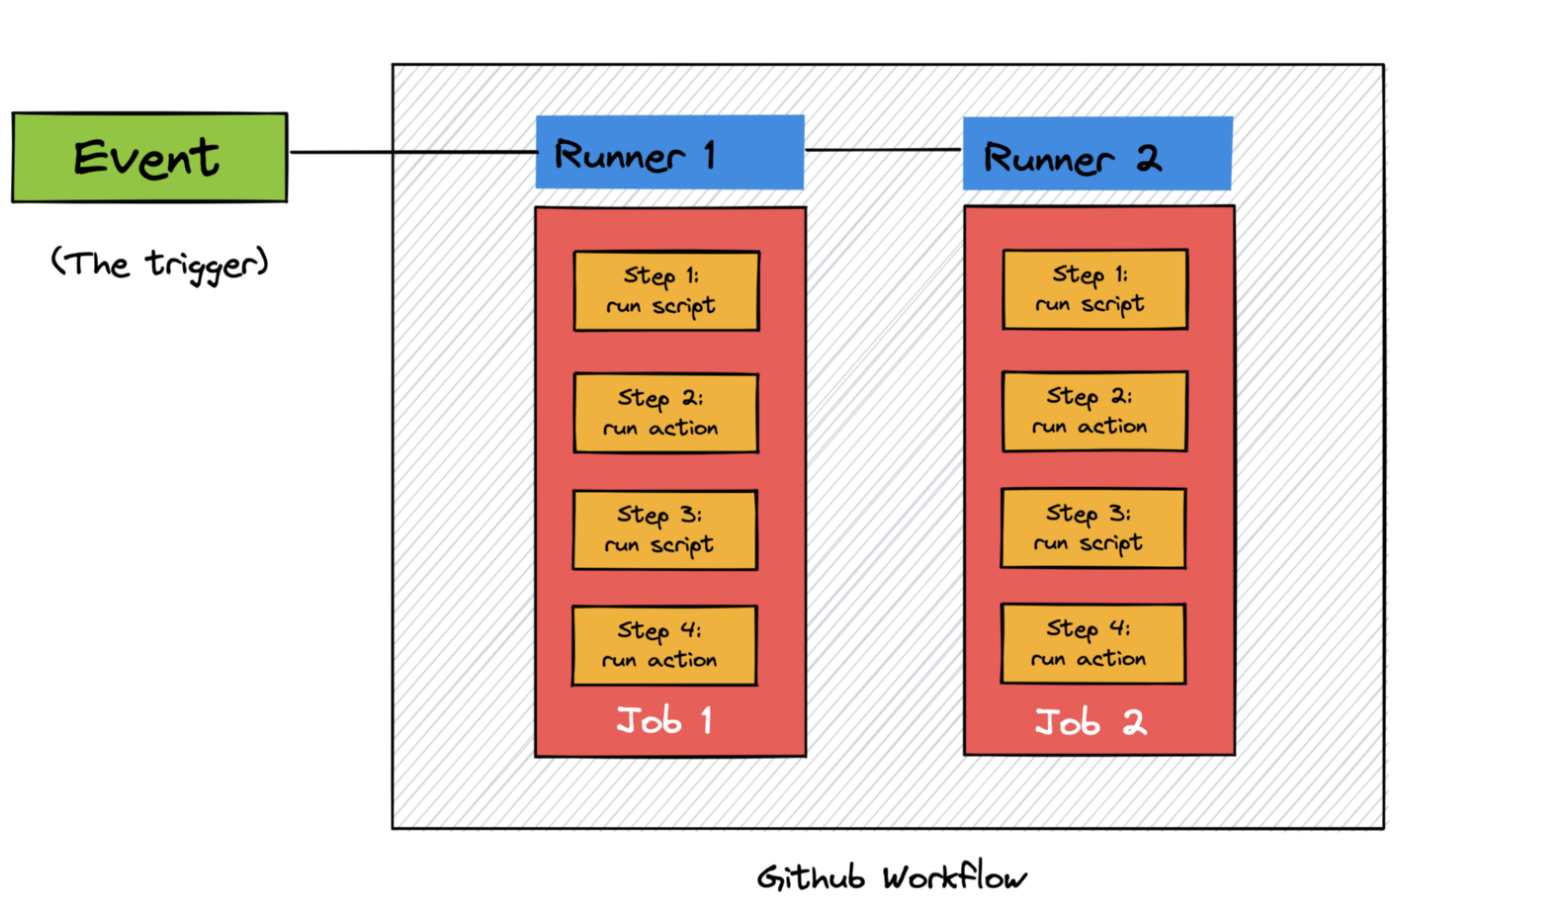 Event
(The trigger)
Runner 1
Step 1:
run script
Step 2:
run action
Step 3:
run script
Step 4:
run action
Job 1
Runner 2
Step 1:
run script
Step 2:
run action
Step 3:
run script
Step 4:
run action
Job 2
Github Workflow